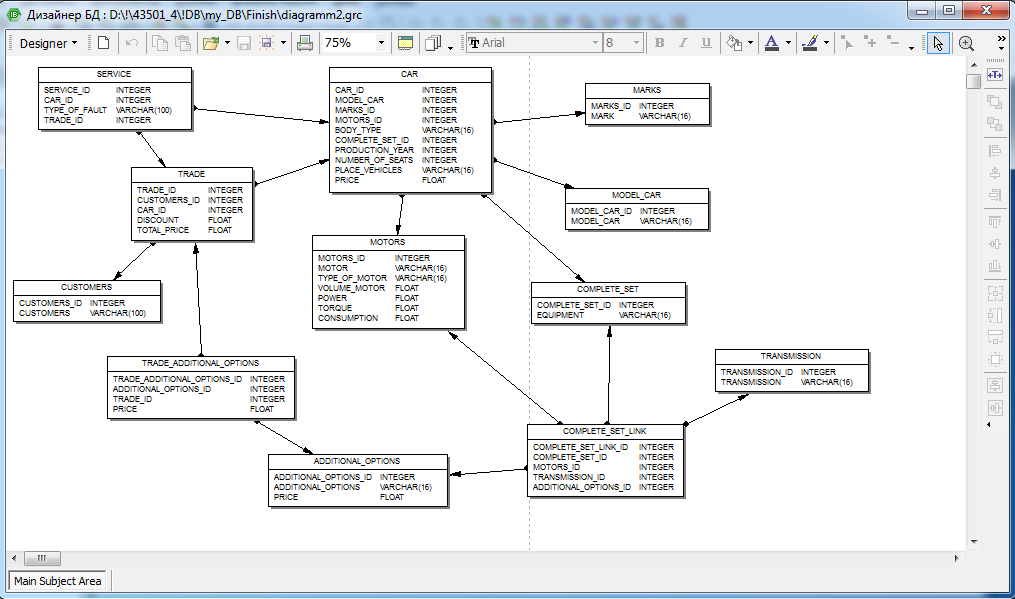 Дизайнер БД : D:\!\43501_4\!DB\my_DB\Finish\diagramm2.grc
Designer
75%
Arial
8
B I U
A
SERVICE
SERVICE_ID INTEGER
CAR_ID INTEGER
TYPE_OF_FAULT VARCHAR(100)
TRADE_ID INTEGER
CAR
CAR_ID INTEGER
MODEL_CAR INTEGER
MARKS_ID INTEGER
MOTORS_ID INTEGER
BODY_TYPE VARCHAR(16)
COMPLETE_SET_ID INTEGER
PRODUCTION_YEAR INTEGER
NUMBER_OF_SEATS INTEGER
PLACE_VEHICLES VARCHAR(16)
PRICE FLOAT
MARKS
MARKS_ID INTEGER
MARK VARCHAR(16)
TRADE
TRADE_ID INTEGER
CUSTOMERS_ID INTEGER
CAR_ID INTEGER
DISCOUNT FLOAT
TOTAL_PRICE FLOAT
MODEL_CAR
MODEL_CAR_ID INTEGER
MODEL_CAR VARCHAR(16)
MOTORS
MOTORS_ID INTEGER
MOTOR VARCHAR(16)
TYPE_OF_MOTOR VARCHAR(16)
VOLUME_MOTOR FLOAT
POWER FLOAT
TORQUE FLOAT
CONSUMPTION FLOAT
CUSTOMERS
CUSTOMERS_ID INTEGER
CUSTOMERS VARCHAR(100)
COMPLETE_SET
COMPLETE_SET_ID INTEGER
EQUIPMENT VARCHAR(16)
TRADE_ADDITIONAL_OPTIONS
TRADE_ADDITIONAL_OPTIONS_ID INTEGER
ADDITIONAL_OPTIONS_ID INTEGER
TRADE_ID INTEGER
PRICE FLOAT
TRANSMISSION
TRANSMISSION_ID INTEGER
TRANSMISSION VARCHAR(16)
ADDITIONAL_OPTIONS
ADDITIONAL_OPTIONS_ID INTEGER
ADDITIONAL_OPTIONS VARCHAR(16)
PRICE FLOAT
COMPLETE_SET_LINK
COMPLETE_SET_LINK_ID INTEGER
COMPLETE_SET_ID INTEGER
MOTORS_ID INTEGER
TRANSMISSION_ID INTEGER
ADDITIONAL_OPTIONS_ID INTEGER
Main Subject Area